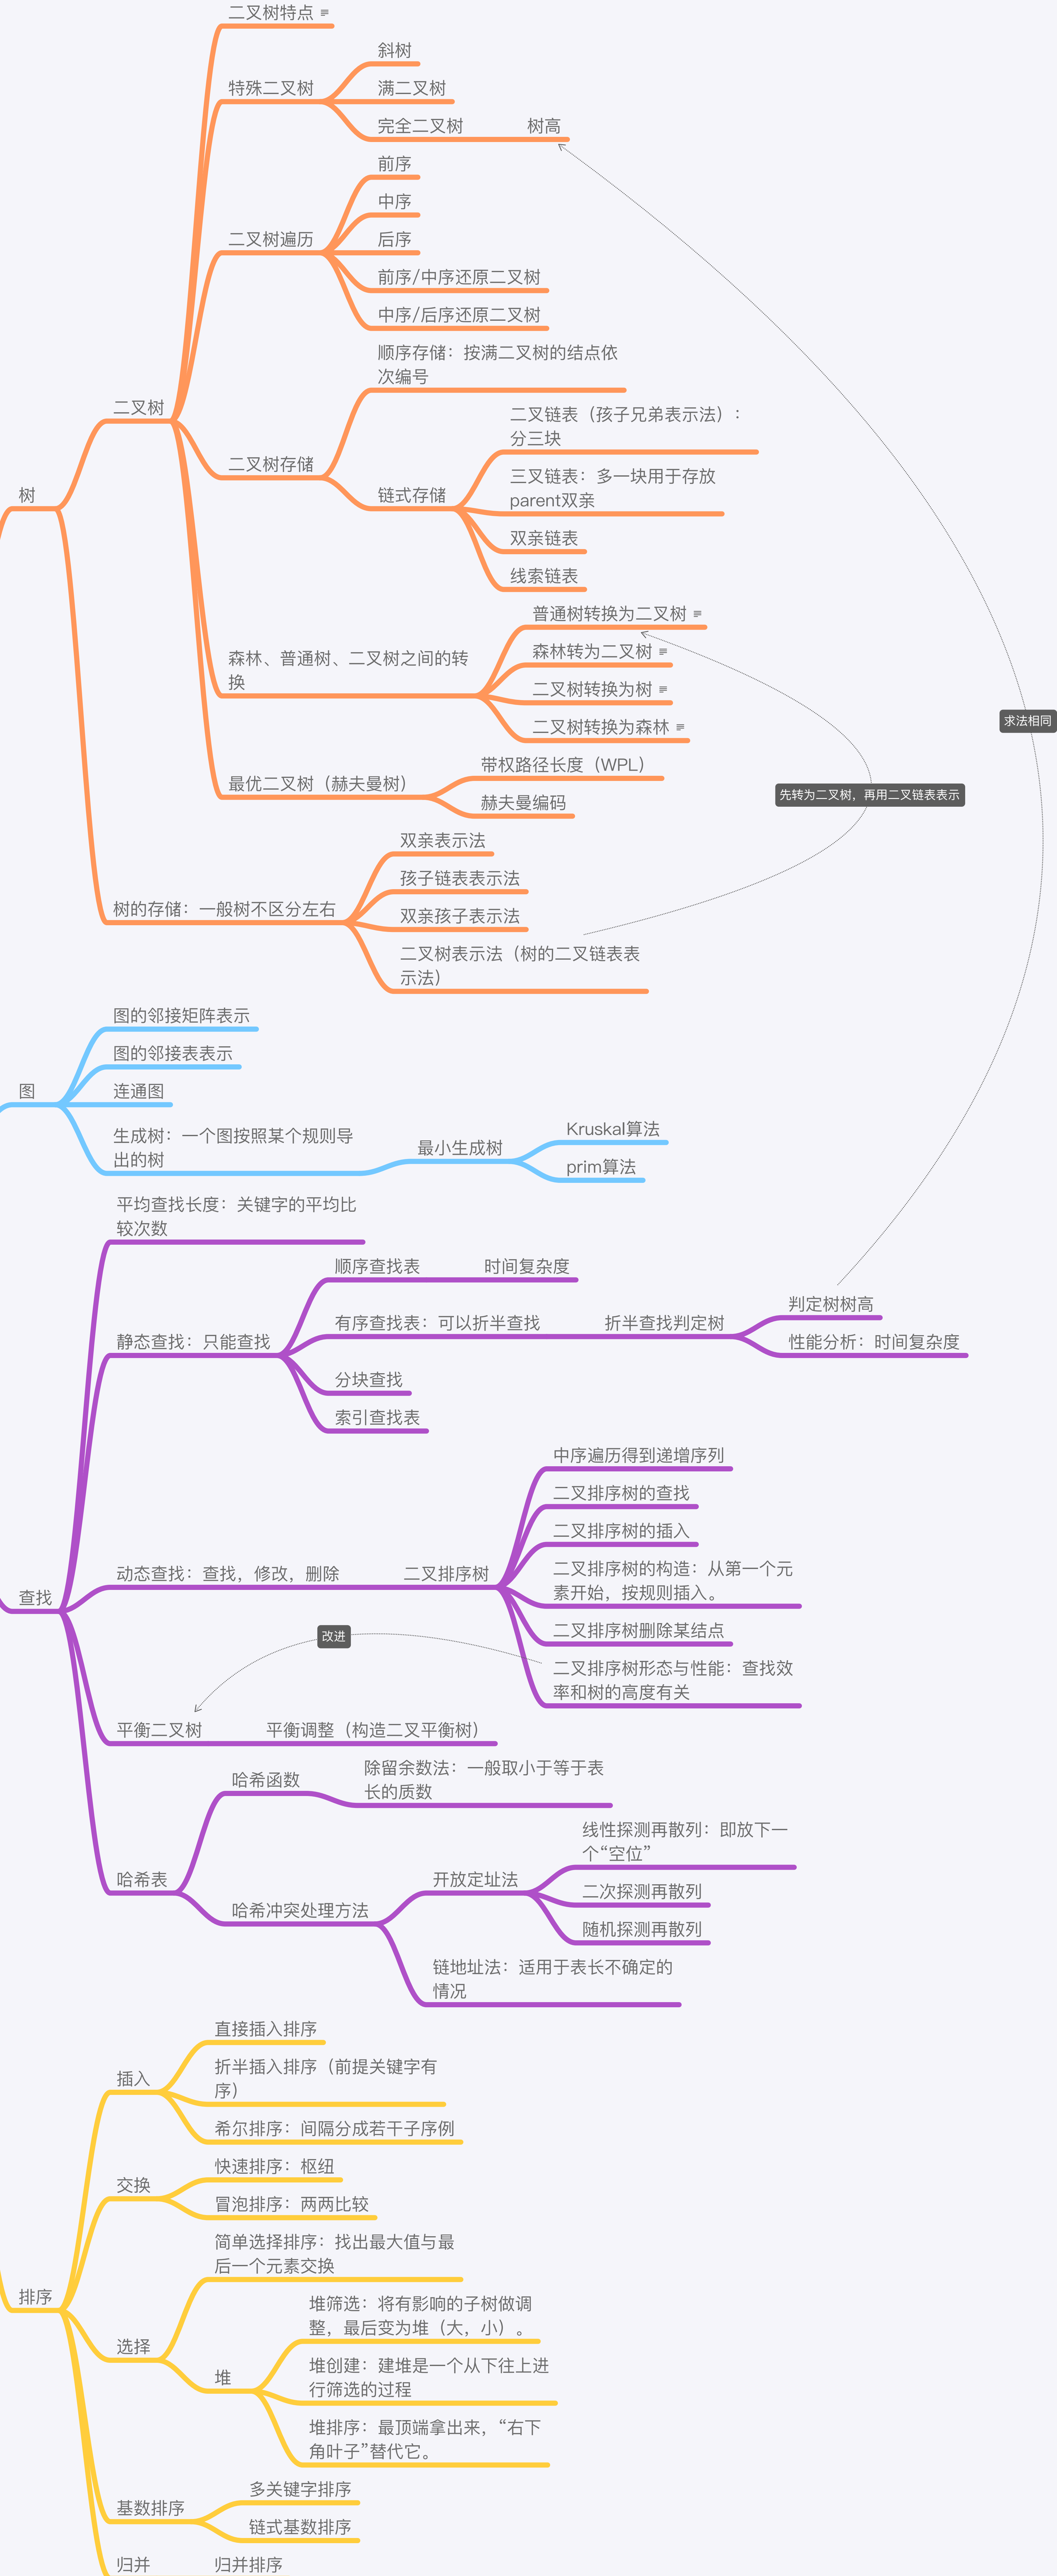 二叉树特点
斜树
特殊二叉树
满二叉树
完全二叉树
树高
前序
中序
二叉树遍历
后序
前序/中序还原二叉树
中序/后序还原二叉树
顺序存储：按满二叉树的结点依
次编号
二叉树
二叉链表（孩子兄弟表示法）：
分三块
二叉树存储
三叉链表：多一块用于存放
parent双亲
树
链式存储
双亲链表
线索链表
普通树转换为二叉树
森林、普通树、二叉树之间的转
换
森林转为二叉树
二叉树转换为树
二叉树转换为森林
求法相同
最优二叉树（赫夫曼树）
带权路径长度（WPL）
赫夫曼编码
先转为二叉树，再用二叉链表表示
双亲表示法
孩子链表表示法
树的存储：一般树不区分左右
双亲孩子表示法
二叉树表示法（树的二叉链表表
示法）
图的邻接矩阵表示
图的邻接表表示
图
连通图
生成树：一个图按照某个规则导
出的树
最小生成树
Kruskal算法
prim算法
平均查找长度：关键字的平均比
较次数
顺序查找表
时间复杂度
静态查找：只能查找
有序查找表：可以折半查找
折半查找判定树
判定树树高
性能分析：时间复杂度
分块查找
索引查找表
中序遍历得到递增序列
二叉排序树的查找
二叉排序树的插入
动态查找：查找，修改，删除
二叉排序树
二叉排序树的构造：从第一个元
素开始，按规则插入。
查找
二叉排序树删除某结点
改进
二叉排序树形态与性能：查找效
率和树的高度有关
平衡二叉树
平衡调整（构造二叉平衡树）
哈希函数
除留余数法：一般取小于等于表
长的质数
哈希表
线性探测再散列：即放下一
个“空位”
开放定址法
二次探测再散列
哈希冲突处理方法
随机探测再散列
链地址法：适用于表长不确定的
情况
直接插入排序
插入
折半插入排序（前提关键字有
序）
希尔排序：间隔分成若干子序例
交换
快速排序：枢纽
冒泡排序：两两比较
简单选择排序：找出最大值与最
后一个元素交换
排序
选择
堆筛选：将有影响的子树做调
整，最后变为堆（大，小）。
堆
堆创建：建堆是一个从下往上进
行筛选的过程
堆排序：最顶端拿出来，“右下
角叶子”替代它。
基数排序
多关键字排序
链式基数排序
归并
归并排序